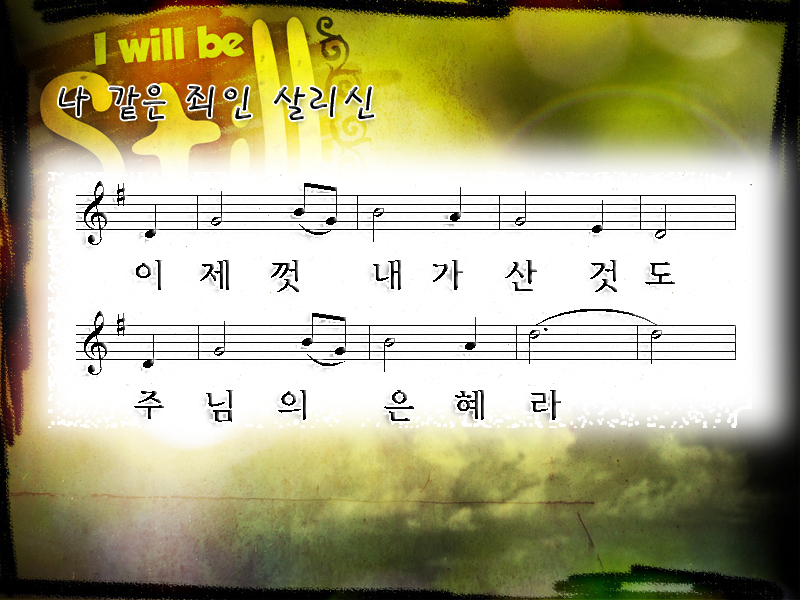 I will be
Still
나 같은 죄인 살리신
이 제 껏 내 가 산 것 도
주 님 의 은 혜 라